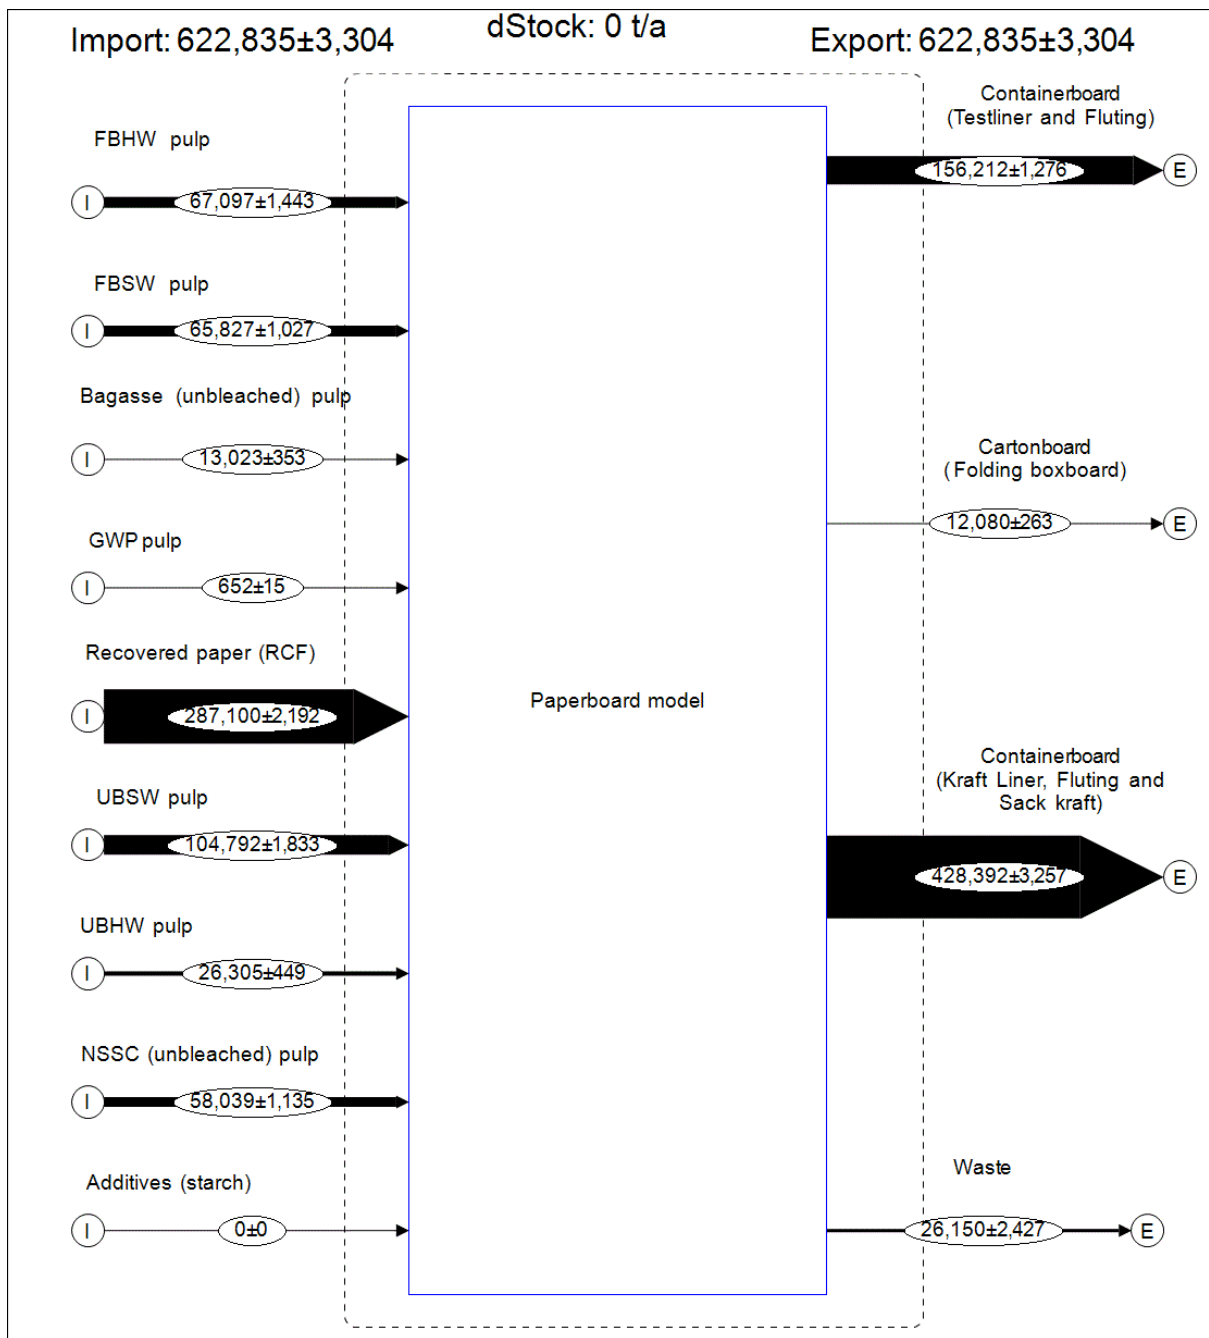 Import: 622,835±3,304
dStock: 0 t/a
Export: 622,835±3,304
FBHW pulp
I
67,097±1,443
FBSW pulp
I
65,827±1,027
Bagasse (unbleached) pulp
I
13,023±353
GWP pulp
I
652±15
Recovered paper (RCF)
I
287,100±2,192
UBSW pulp
I
104,792±1,833
UBHW pulp
I
26,305±449
NSSC (unbleached) pulp
I
58,039±1,135
Additives (starch)
I
0±0
Paperboard model
Containerboard
(Testliner and Fluting)
156,212±1,276
E
Cartonboard
(Folding boxboard)
12,080±263
E
Containerboard
(Kraft Liner, Fluting and
Sack kraft)
428,392±3,257
E
Waste
26,150±2,427
E